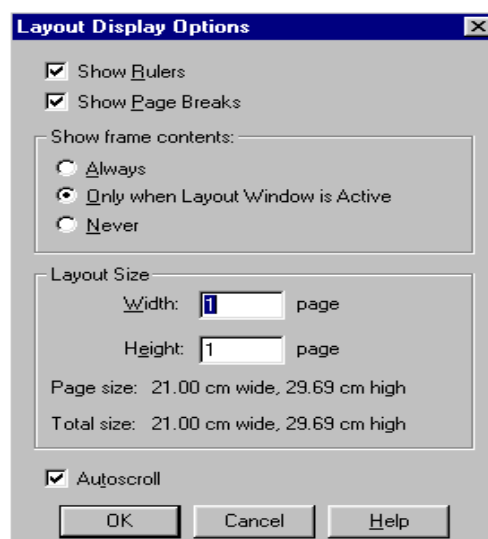 Layout Display Options
Show Rulers
Show Page Breaks
Show frame contents:
Always
Only when Layout Window is Active
Never
Layout Size
Width: 1 page
Height: 1 page
Page size: 21.00 cm wide, 29.69 cm high
Total size: 21.00 cm wide, 29.69 cm high
Autoscroll
OK Cancel Help